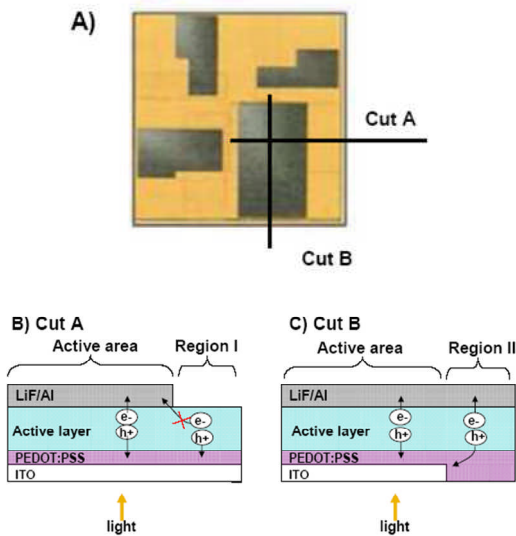 A)
Cut A
Cut B
B) Cut A
Active area
Region I
LiF/Al
e-
e-
h+
h+
Active layer
PEDOT:PSS
ITO
light
C) Cut B
Active area
Region II
LiF/Al
e-
e-
h+
h+
Active layer
PEDOT:PSS
ITO
light